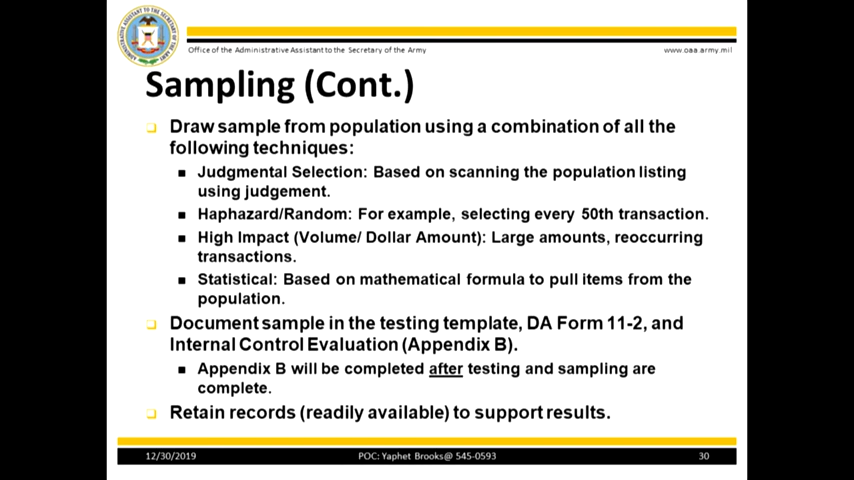 Office of the Administrative Assistant to the Secretary of the Army
www.oaa.army.mil
Sampling (Cont.)
Draw sample from population using a combination of all the
following techniques:
Judgmental Selection: Based on scanning the population listing
using judgement.
Haphazard/Random: For example, selecting every 50th transaction.
High Impact (Volume/ Dollar Amount): Large amounts, reoccurring
transactions.
Statistical: Based on mathematical formula to pull items from the
population.
Document sample in the testing template, DA Form 11-2, and
Internal Control Evaluation (Appendix B).
Appendix B will be completed after testing and sampling are
complete.
Retain records (readily available) to support results.
12/30/2019
POC: Yaphet Brooks@ 545-0593
30